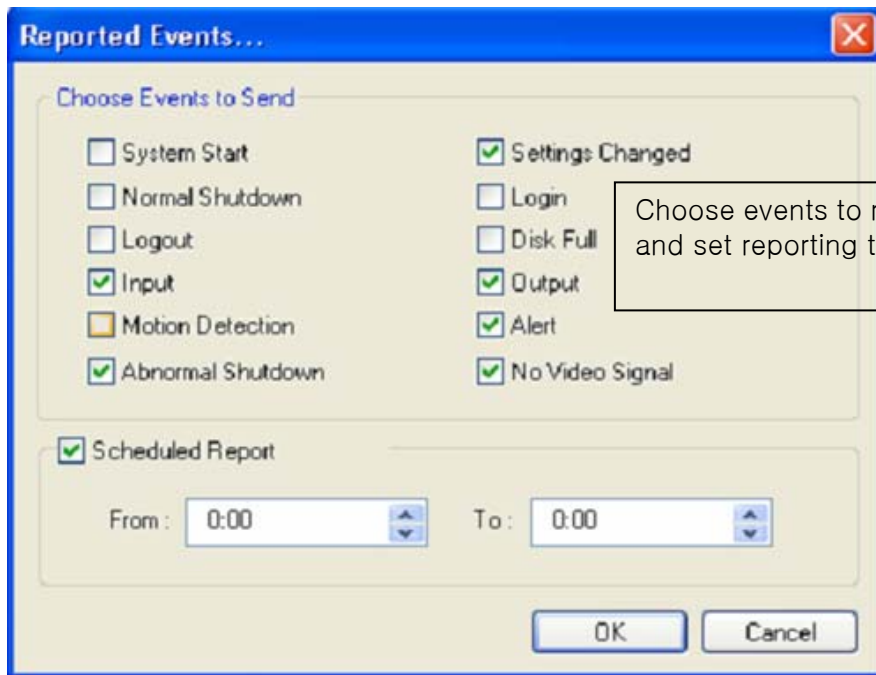 Reported Events...
Choose Events to Send
System Start
Settings Changed
Normal Shutdown
Login
Logout
Disk Full
Input
Output
Motion Detection
Alert
Abnormal Shutdown
No Video Signal
Choose events to
and set reporting
Scheduled Report
From : 0:00 To : 0:00
OK Cancel